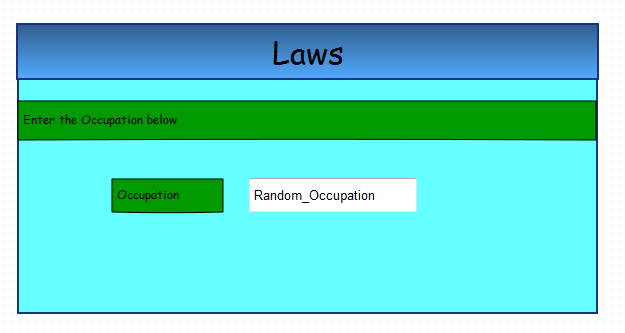 Laws
Enter the Occupation below
Occupation
Random_Occupation